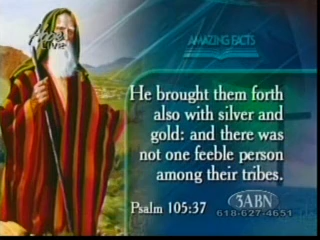 AMAZING FACTS
He brought them forth
also with silver and
gold: and there was
not one feeble person
among their tribes.
Psalm 105:37
3ABN
618-627-4651
LIVE